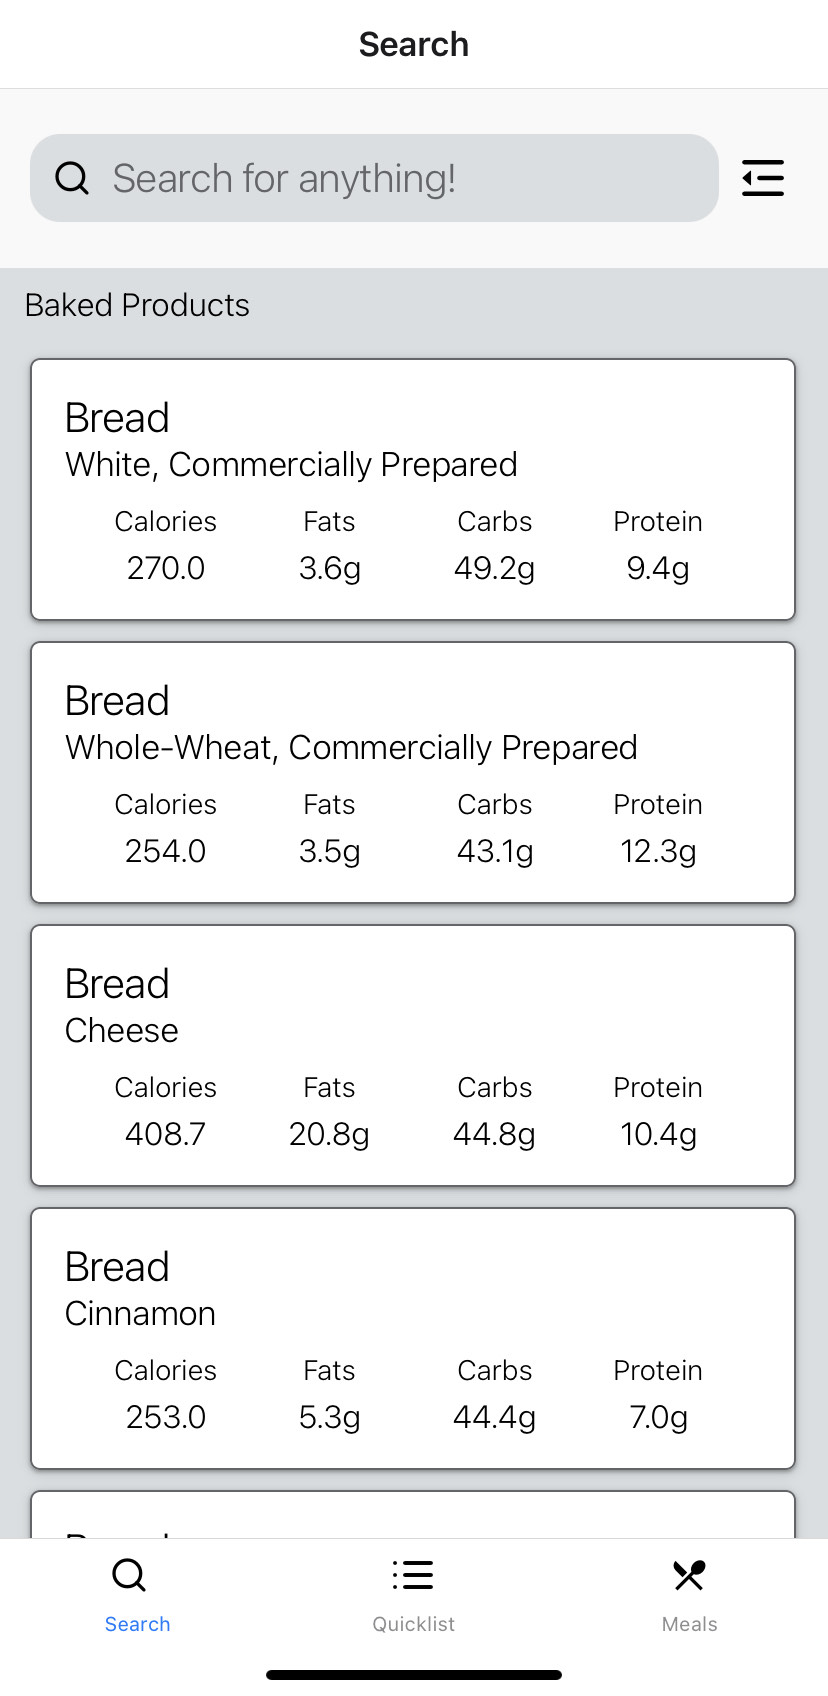 Search
Search for anything!
Baked Products
Bread
White, Commercially Prepared
Calories Fats Carbs Protein
270.0 3.6g 49.2g 9.4g
Bread
Whole-Wheat, Commercially Prepared
Calories Fats Carbs Protein
254.0 3.5g 43.1g 12.3g
Bread
Cheese
Calories Fats Carbs Protein
408.7 20.8g 44.8g 10.4g
Bread
Cinnamon
Calories Fats Carbs Protein
253.0 5.3g 44.4g 7.0g
Search Quicklist Meals